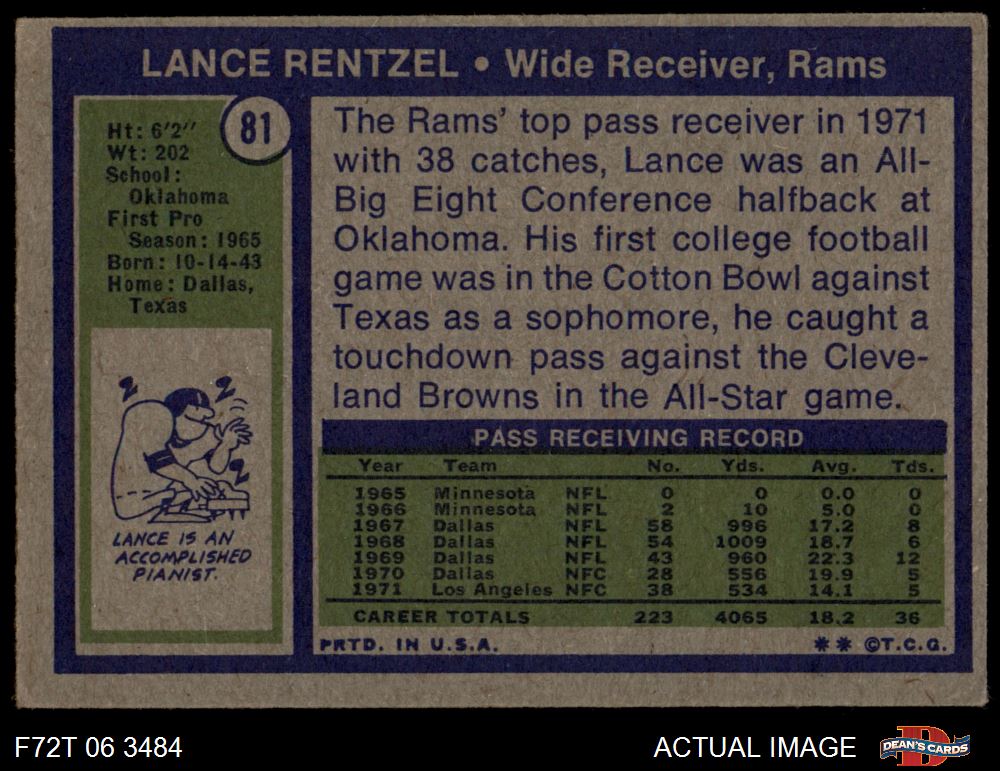 LANCE RENTZEL • Wide Receiver, Rams
81
Ht: 6'2"
Wt: 202
School:
Oklahoma
First Pro
Season: 1965
Born: 10-14-43
Home: Dallas,
Texas
The Rams' top pass receiver in 1971
with 38 catches, Lance was an All-
Big Eight Conference halfback at
Oklahoma. His first college football
game was in the Cotton Bowl against
Texas as a sophomore, he caught a
touchdown pass against the Cleve-
land Browns in the All-Star game.
Z Z
Z
LANCE IS AN
ACCOMPLISHED
PIANIST.
PASS RECEIVING RECORD
Year Team No. Yds. Avg. Tds.
1965 Minnesota NFL 0 0 0.0 0
1966 Minnesota NFL 2 10 5.0 0
1967 Dallas NFL 58 996 17.2 8
1968 Dallas NFL 54 1009 18.7 6
1969 Dallas NFL 43 960 22.3 12
1970 Dallas NFC 28 556 19.9 5
1971 Los Angeles NFC 38 534 14.1 5
CAREER TOTALS 223 4065 18.2 36
PRTD. IN U.S.A. ** ©T.C.G.
F72T 06 3484 ACTUAL IMAGE DEAN'S CARDS